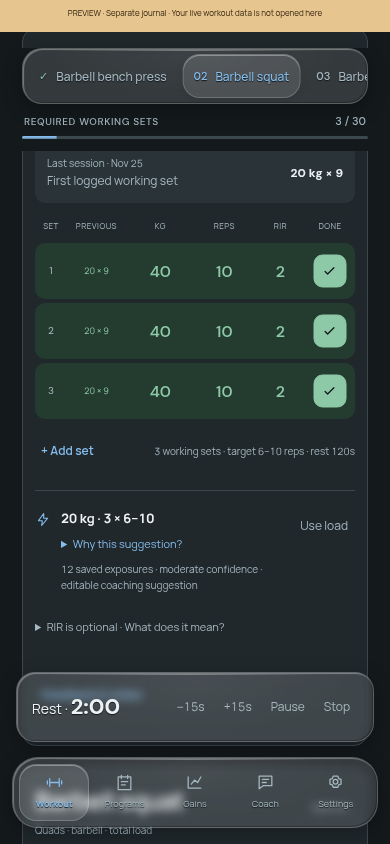 PREVIEW · Separate journal · Your live workout data is not opened here
✓ Barbell bench press 02 Barbell squat 03 Barbe
REQUIRED WORKING SETS 3 / 30
Last session · Nov 25
First logged working set 20 kg × 9
SET PREVIOUS KG REPS RIR DONE
1 20 × 9 40 10 2 ✓
2 20 × 9 40 10 2 ✓
3 20 × 9 40 10 2 ✓
+ Add set 3 working sets · target 6–10 reps · rest 120s
20 kg · 3 × 6–10 Use load
▶ Why this suggestion?
12 saved exposures · moderate confidence ·
editable coaching suggestion
▶ RIR is optional · What does it mean?
Rest · 2:00 −15s +15s Pause Stop
Workout Programs Gains Coach Settings
Quads · barbell · total load